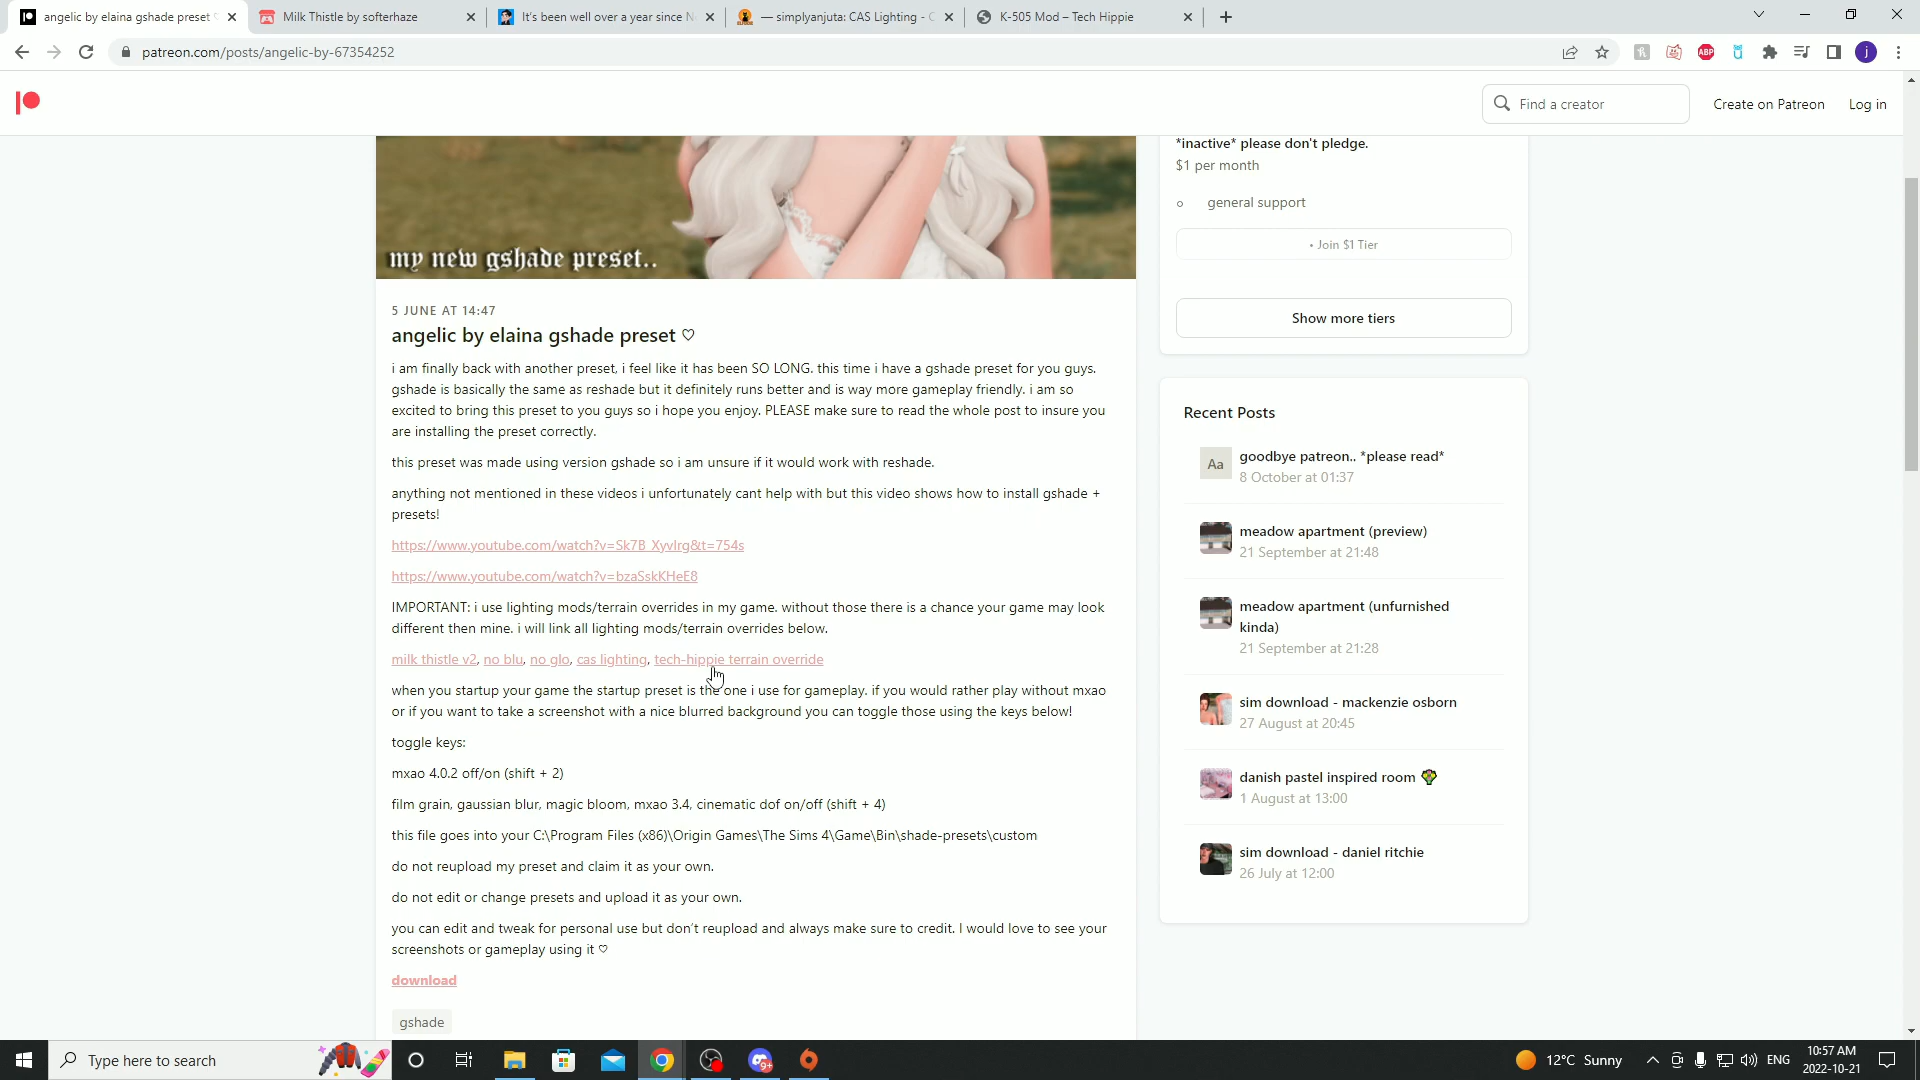 angelic by elaina gshade preset
Milk Thistle by softerhaze
It's been well over a year since N
— simplyanjuta: CAS Lighting - C
K-505 Mod – Tech Hippie
patreon.com/posts/angelic-by-67354252
ABP
j
Find a creator
Create on Patreon
Log in
my new gshade preset..
5 JUNE AT 14:47
angelic by elaina gshade preset ♡
i am finally back with another preset, i feel like it has been SO LONG. this time i have a gshade preset for you guys.
gshade is basically the same as reshade but it definitely runs better and is way more gameplay friendly. i am so
excited to bring this preset to you guys so i hope you enjoy. PLEASE make sure to read the whole post to insure you
are installing the preset correctly.
this preset was made using version gshade so i am unsure if it would work with reshade.
anything not mentioned in these videos i unfortunately cant help with but this video shows how to install gshade +
presets!
https://www.youtube.com/watch?v=Sk7B_Xyvlrg&t=754s
https://www.youtube.com/watch?v=bzaSskKHeE8
IMPORTANT: i use lighting mods/terrain overrides in my game. without those there is a chance your game may look
different then mine. i will link all lighting mods/terrain overrides below.
milk thistle v2, no blu, no glo, cas lighting, tech-hippie terrain override
when you startup your game the startup preset is the one i use for gameplay. if you would rather play without mxao
or if you want to take a screenshot with a nice blurred background you can toggle those using the keys below!
toggle keys:
mxao 4.0.2 off/on (shift + 2)
film grain, gaussian blur, magic bloom, mxao 3.4, cinematic dof on/off (shift + 4)
this file goes into your C:\Program Files (x86)\Origin Games\The Sims 4\Game\Bin\shade-presets\custom
do not reupload my preset and claim it as your own.
do not edit or change presets and upload it as your own.
you can edit and tweak for personal use but don't reupload and always make sure to credit. I would love to see your
screenshots or gameplay using it ♡
download
gshade
*inactive* please don't pledge.
$1 per month
general support
• Join $1 Tier
Show more tiers
Recent Posts
Aa
goodbye patreon.. *please read*
8 October at 01:37
meadow apartment (preview)
21 September at 21:48
meadow apartment (unfurnished
kinda)
21 September at 21:28
sim download - mackenzie osborn
27 August at 20:45
danish pastel inspired room
1 August at 13:00
sim download - daniel ritchie
26 July at 12:00
Type here to search
9+
12°C Sunny
ENG
10:57 AM
2022-10-21